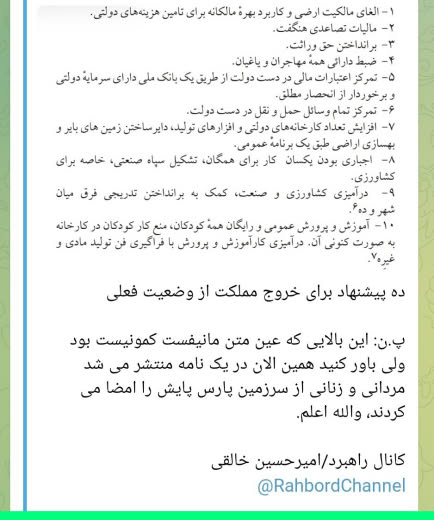 ۱- الغای مالکیت ارضی و کاربرد بهرهٔ مالکانه برای تامین هزینه‌های دولتی.
۲- مالیات تصاعدی هنگفت.
۳- برانداختن حق وراثت.
۴- ضبط دارائی همهٔ مهاجران و یاغیان.
۵- تمرکز اعتبارات مالی در دست دولت از طریق یک بانک ملی دارای سرمایهٔ دولتی
و برخوردار از انحصار مطلق.
۶- تمرکز تمام وسائل حمل و نقل در دست دولت.
۷- افزایش تعداد کارخانه‌های دولتی و افزارهای تولید، دایرساختن زمین های بایر و
بهسازی اراضی طبق یک برنامهٔ عمومی.
۸- اجباری بودن یکسان کار برای همگان، تشکیل سپاه صنعتی، خاصه برای
کشاورزی.
۹- درآمیزی کشاورزی و صنعت، کمک به برانداختن تدریجی فرق میان
شهر و ده۶.
۱۰- آموزش و پرورش عمومی و رایگان همهٔ کودکان، منع کار کودکان در کارخانه
به صورت کنونی آن. درآمیزی کارآموزش و پرورش با فراگیری فن تولید مادی و
غیره۷.
ده پیشنهاد برای خروج مملکت از وضعیت فعلی
پ.ن: این بالایی که عین متن مانیفست کمونیست بود
ولی باور کنید همین الان در یک نامه منتشر می شد
مردانی و زنانی از سرزمین پارس پایش را امضا می
کردند، والله اعلم.
کانال راهبرد/امیرحسین خالقی
@RahbordChannel